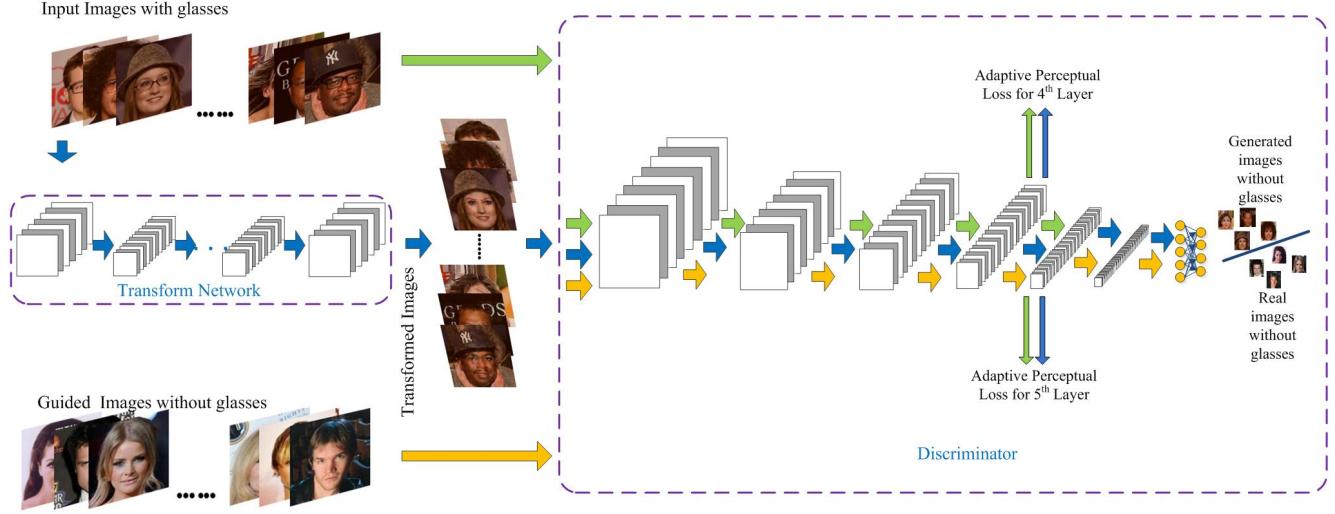 Input Images with glasses
Transform Network
Guided Images without glasses
Transformed Images
Adaptive Perceptual
Loss for 4th Layer
Adaptive Perceptual
Loss for 5th Layer
Generated
images
without
glasses
Real
images
without
glasses
Discriminator